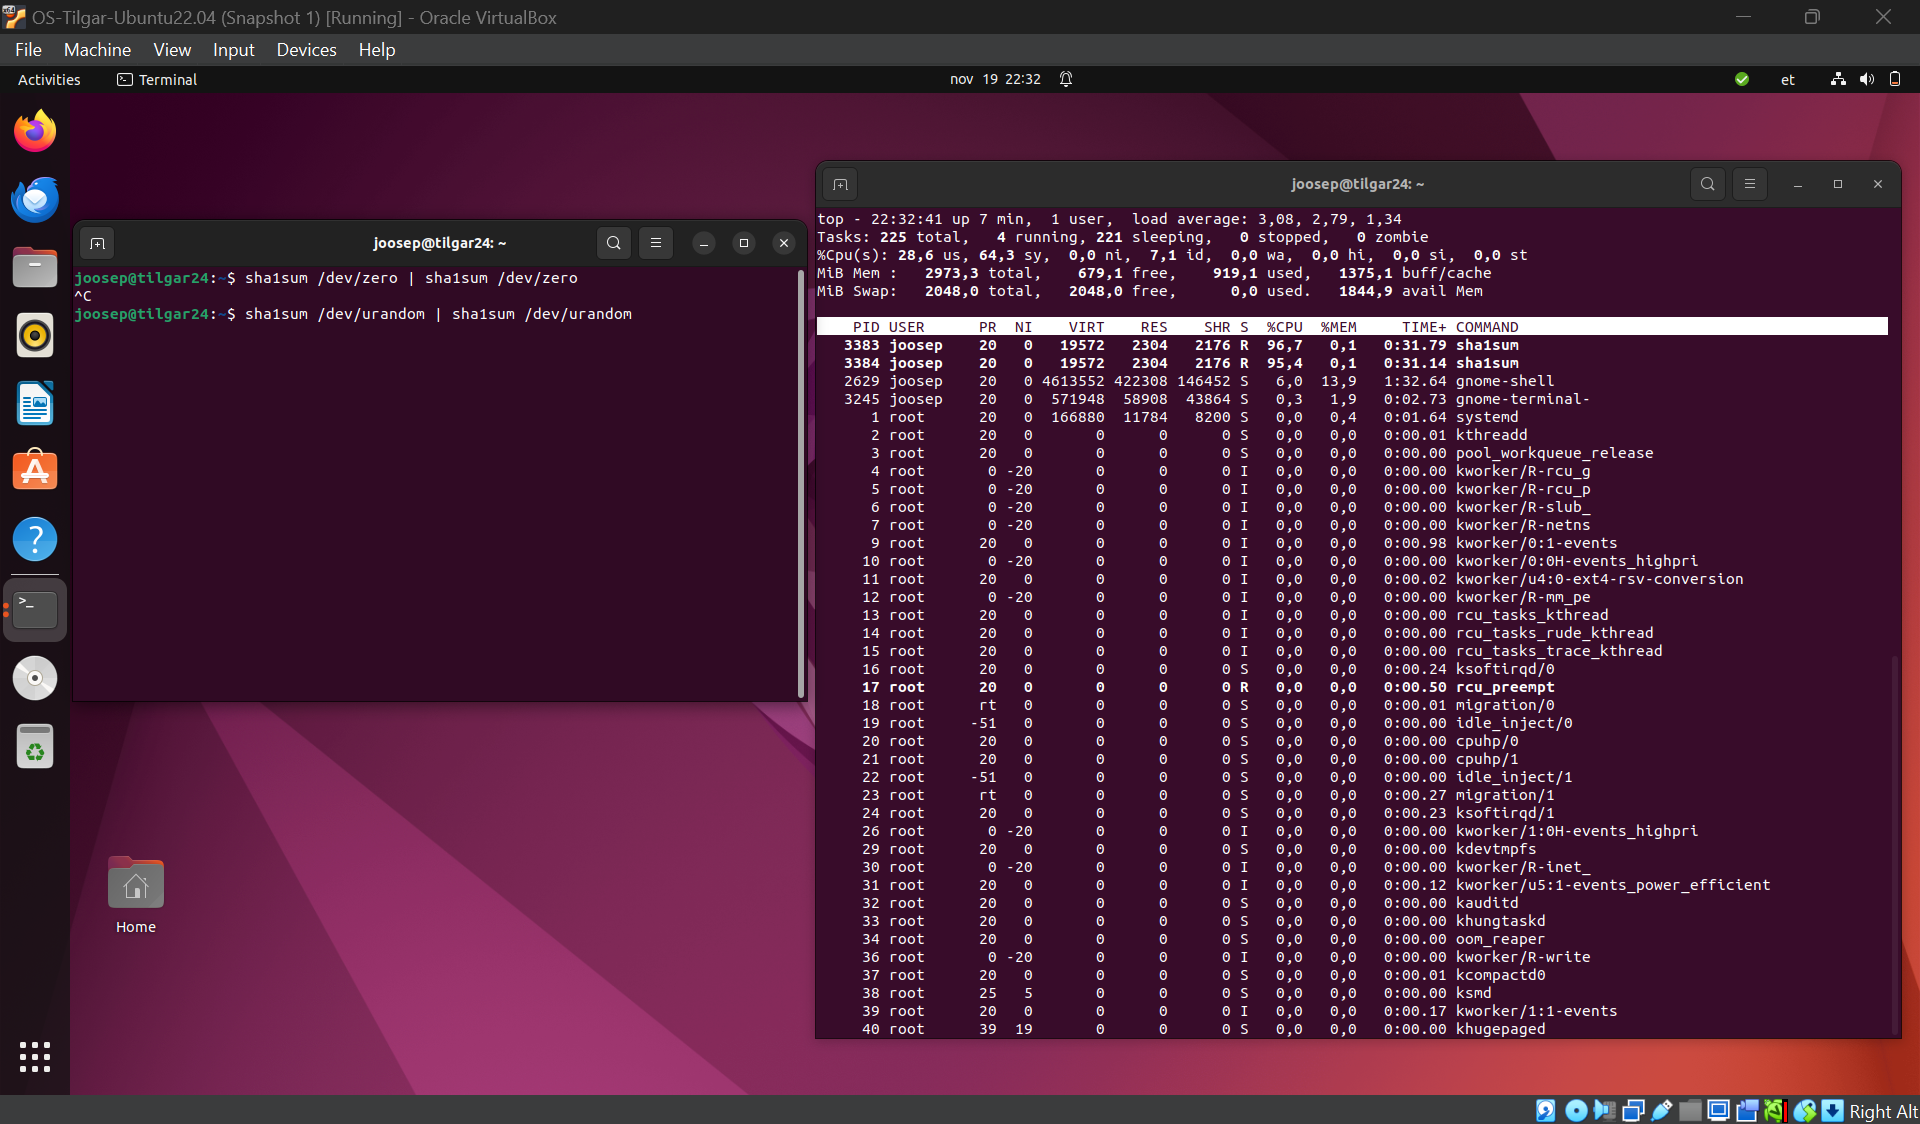 OS-Tilgar-Ubuntu22.04 (Snapshot 1) [Running] - Oracle VirtualBox
File Machine View Input Devices Help
Activities Terminal nov 19 22:32 et
joosep@tilgar24: ~
joosep@tilgar24:~$ sha1sum /dev/zero | sha1sum /dev/zero
^C
joosep@tilgar24:~$ sha1sum /dev/urandom | sha1sum /dev/urandom
Home
joosep@tilgar24: ~
top - 22:32:41 up 7 min, 1 user, load average: 3,08, 2,79, 1,34
Tasks: 225 total, 4 running, 221 sleeping, 0 stopped, 0 zombie
%Cpu(s): 28,6 us, 64,3 sy, 0,0 ni, 7,1 id, 0,0 wa, 0,0 hi, 0,0 si, 0,0 st
MiB Mem : 2973,3 total, 679,1 free, 919,1 used, 1375,1 buff/cache
MiB Swap: 2048,0 total, 2048,0 free, 0,0 used. 1844,9 avail Mem
PID USER PR NI VIRT RES SHR S %CPU %MEM TIME+ COMMAND
3383 joosep 20 0 19572 2304 2176 R 96,7 0,1 0:31.79 sha1sum
3384 joosep 20 0 19572 2304 2176 R 95,4 0,1 0:31.14 sha1sum
2629 joosep 20 0 4613552 422308 146452 S 6,0 13,9 1:32.64 gnome-shell
3245 joosep 20 0 571948 58908 43864 S 0,3 1,9 0:02.73 gnome-terminal-
1 root 20 0 166880 11784 8200 S 0,0 0,4 0:01.64 systemd
2 root 20 0 0 0 0 S 0,0 0,0 0:00.01 kthreadd
3 root 20 0 0 0 0 S 0,0 0,0 0:00.00 pool_workqueue_release
4 root 0 -20 0 0 0 I 0,0 0,0 0:00.00 kworker/R-rcu_g
5 root 0 -20 0 0 0 I 0,0 0,0 0:00.00 kworker/R-rcu_p
6 root 0 -20 0 0 0 I 0,0 0,0 0:00.00 kworker/R-slub_
7 root 0 -20 0 0 0 I 0,0 0,0 0:00.00 kworker/R-netns
9 root 20 0 0 0 0 I 0,0 0,0 0:00.98 kworker/0:1-events
10 root 0 -20 0 0 0 I 0,0 0,0 0:00.00 kworker/0:0H-events_highpri
11 root 20 0 0 0 0 I 0,0 0,0 0:00.02 kworker/u4:0-ext4-rsv-conversion
12 root 0 -20 0 0 0 I 0,0 0,0 0:00.00 kworker/R-mm_pe
13 root 20 0 0 0 0 I 0,0 0,0 0:00.00 rcu_tasks_kthread
14 root 20 0 0 0 0 I 0,0 0,0 0:00.00 rcu_tasks_rude_kthread
15 root 20 0 0 0 0 I 0,0 0,0 0:00.00 rcu_tasks_trace_kthread
16 root 20 0 0 0 0 S 0,0 0,0 0:00.24 ksoftirqd/0
17 root 20 0 0 0 0 R 0,0 0,0 0:00.50 rcu_preempt
18 root rt 0 0 0 0 S 0,0 0,0 0:00.01 migration/0
19 root -51 0 0 0 0 S 0,0 0,0 0:00.00 idle_inject/0
20 root 20 0 0 0 0 S 0,0 0,0 0:00.00 cpuhp/0
21 root 20 0 0 0 0 S 0,0 0,0 0:00.00 cpuhp/1
22 root -51 0 0 0 0 S 0,0 0,0 0:00.00 idle_inject/1
23 root rt 0 0 0 0 S 0,0 0,0 0:00.27 migration/1
24 root 20 0 0 0 0 S 0,0 0,0 0:00.23 ksoftirqd/1
26 root 0 -20 0 0 0 I 0,0 0,0 0:00.00 kworker/1:0H-events_highpri
29 root 20 0 0 0 0 S 0,0 0,0 0:00.00 kdevtmpfs
30 root 0 -20 0 0 0 I 0,0 0,0 0:00.00 kworker/R-inet_
31 root 20 0 0 0 0 I 0,0 0,0 0:00.12 kworker/u5:1-events_power_efficient
32 root 20 0 0 0 0 S 0,0 0,0 0:00.00 kauditd
33 root 20 0 0 0 0 S 0,0 0,0 0:00.00 khungtaskd
34 root 20 0 0 0 0 S 0,0 0,0 0:00.00 oom_reaper
36 root 0 -20 0 0 0 I 0,0 0,0 0:00.00 kworker/R-write
37 root 20 0 0 0 0 S 0,0 0,0 0:00.01 kcompactd0
38 root 25 5 0 0 0 S 0,0 0,0 0:00.00 ksmd
39 root 20 0 0 0 0 I 0,0 0,0 0:00.17 kworker/1:1-events
40 root 39 19 0 0 0 S 0,0 0,0 0:00.00 khugepaged
Right Alt